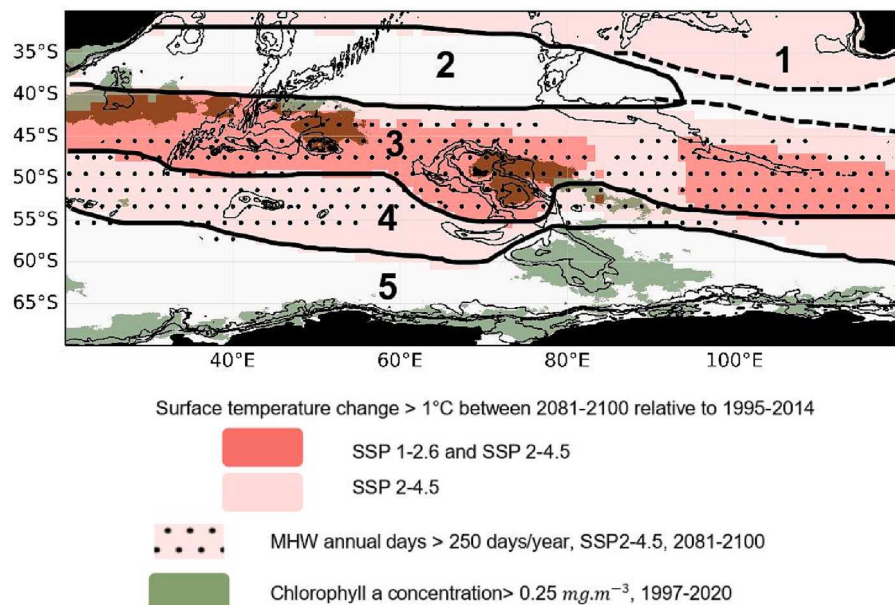 35°S
40°S
45°S
50°S
55°S
60°S
65°S
1
2
3
4
5
40°E 60°E 80°E 100°E
Surface temperature change > 1°C between 2081-2100 relative to 1995-2014
SSP 1-2.6 and SSP 2-4.5
SSP 2-4.5
MHW annual days > 250 days/year, SSP2-4.5, 2081-2100
Chlorophyll a concentration> 0.25 mg.m⁻³, 1997-2020